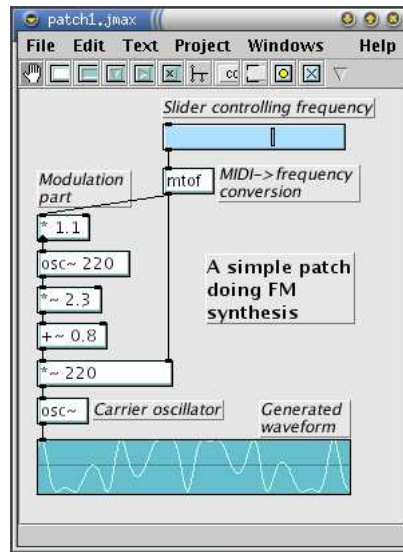 patch1.jmax
File Edit Text Project Windows Help
cc
Slider controlling frequency
Modulation
part
mtof
MIDI->frequency
conversion
* 1.1
osc~ 220
*~ 2.3
+~ 0.8
*~ 220
A simple patch
doing FM
synthesis
osc~
Carrier oscillator
Generated
waveform